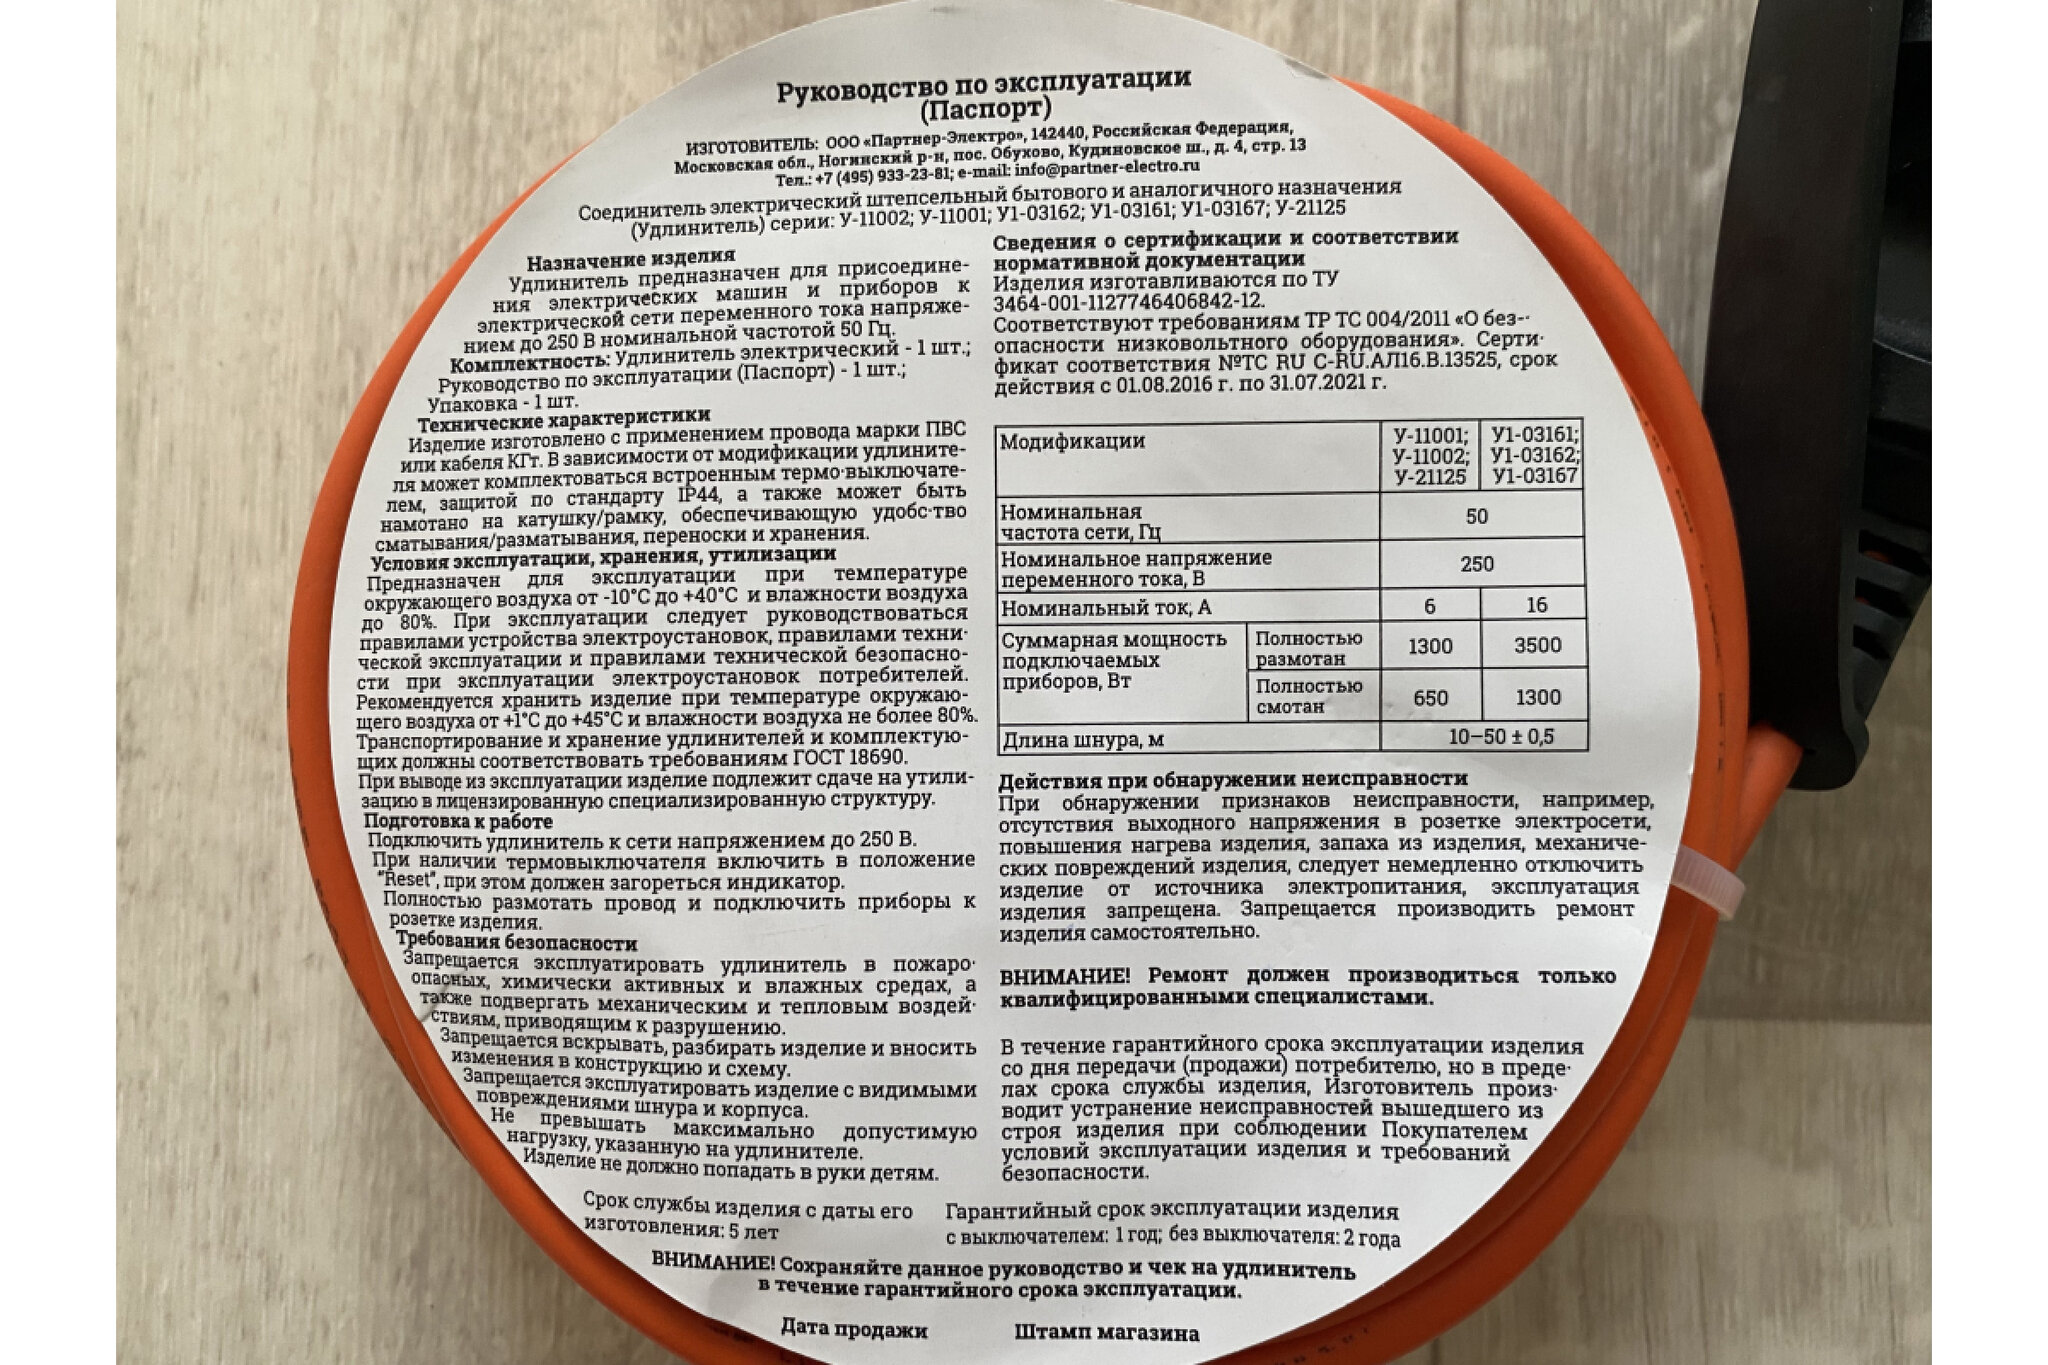 Руководство по эксплуатации
(Паспорт)
ИЗГОТОВИТЕЛЬ: ООО «Партнер-Электро», 142440, Российская Федерация,
Московская обл., Ногинский р-н, пос. Обухово, Кудиновское ш., д. 4, стр. 13
Тел.: +7 (495) 933-23-81; e-mail: info@partner-electro.ru
Соединитель электрический штепсельный бытового и аналогичного назначения
(Удлинитель) серии: У-11002; У-11001; У1-03162; У1-03161; У1-03167; У-21125
Назначение изделия
Удлинитель предназначен для присоедине-
ния электрических машин и приборов к
электрической сети переменного тока напряже-
нием до 250 В номинальной частотой 50 Гц.
Комплектность: Удлинитель электрический - 1 шт.;
Руководство по эксплуатации (Паспорт) - 1 шт.;
Упаковка - 1 шт.
Технические характеристики
Изделие изготовлено с применением провода марки ПВС
или кабеля КГт. В зависимости от модификации удлините-
ля может комплектоваться встроенным термо-выключате-
лем, защитой по стандарту IP44, а также может быть
намотано на катушку/рамку, обеспечивающую удобс-тво
сматывания/разматывания, переноски и хранения.
Условия эксплуатации, хранения, утилизации
Предназначен для эксплуатации при температуре
окружающего воздуха от -10°С до +40°С и влажности воздуха
до 80%. При эксплуатации следует руководствоваться
правилами устройства электроустановок, правилами техни-
ческой эксплуатации и правилами технической безопасно-
сти при эксплуатации электроустановок потребителей.
Рекомендуется хранить изделие при температуре окружаю-
щего воздуха от +1°С до +45°С и влажности воздуха не более 80%.
Транспортирование и хранение удлинителей и комплектую-
щих должны соответствовать требованиям ГОСТ 18690.
При выводе из эксплуатации изделие подлежит сдаче на утили-
зацию в лицензированную специализированную структуру.
Подготовка к работе
Подключить удлинитель к сети напряжением до 250 В.
При наличии термовыключателя включить в положение
"Reset", при этом должен загореться индикатор.
Полностью размотать провод и подключить приборы к
розетке изделия.
Требования безопасности
Запрещается эксплуатировать удлинитель в пожаро-
опасных, химически активных и влажных средах, а
также подвергать механическим и тепловым воздей-
ствиям, приводящим к разрушению.
Запрещается вскрывать, разбирать изделие и вносить
изменения в конструкцию и схему.
Запрещается эксплуатировать изделие с видимыми
повреждениями шнура и корпуса.
Не превышать максимально допустимую
нагрузку, указанную на удлинителе.
Изделие не должно попадать в руки детям.
Сведения о сертификации и соответствии
нормативной документации
Изделия изготавливаются по ТУ
3464-001-1127746406842-12.
Соответствуют требованиям ТР ТС 004/2011 «О без--
опасности низковольтного оборудования». Серти-
фикат соответствия №ТС RU С-RU.АЛ16.В.13525, срок
действия с 01.08.2016 г. по 31.07.2021 г.
Модификации У-11001; У1-03161;
У-11002; У1-03162;
У-21125 У1-03167
Номинальная
частота сети, Гц 50
Номинальное напряжение
переменного тока, В 250
Номинальный ток, А 6 16
Суммарная мощность
подключаемых
приборов, Вт
Полностью
размотан 1300 3500
Полностью
смотан 650 1300
Длина шнура, м 10–50 ± 0,5
Действия при обнаружении неисправности
При обнаружении признаков неисправности, например,
отсутствия выходного напряжения в розетке электросети,
повышения нагрева изделия, запаха из изделия, механиче-
ских повреждений изделия, следует немедленно отключить
изделие от источника электропитания, эксплуатация
изделия запрещена. Запрещается производить ремонт
изделия самостоятельно.
ВНИМАНИЕ! Ремонт должен производиться только
квалифицированными специалистами.
В течение гарантийного срока эксплуатации изделия
со дня передачи (продажи) потребителю, но в преде-
лах срока службы изделия, Изготовитель произ-
водит устранение неисправностей вышедшего из
строя изделия при соблюдении Покупателем
условий эксплуатации изделия и требований
безопасности.
Срок службы изделия с даты его
изготовления: 5 лет
Гарантийный срок эксплуатации изделия
с выключателем: 1 год; без выключателя: 2 года
ВНИМАНИЕ! Сохраняйте данное руководство и чек на удлинитель
в течение гарантийного срока эксплуатации.
Дата продажи Штамп магазина